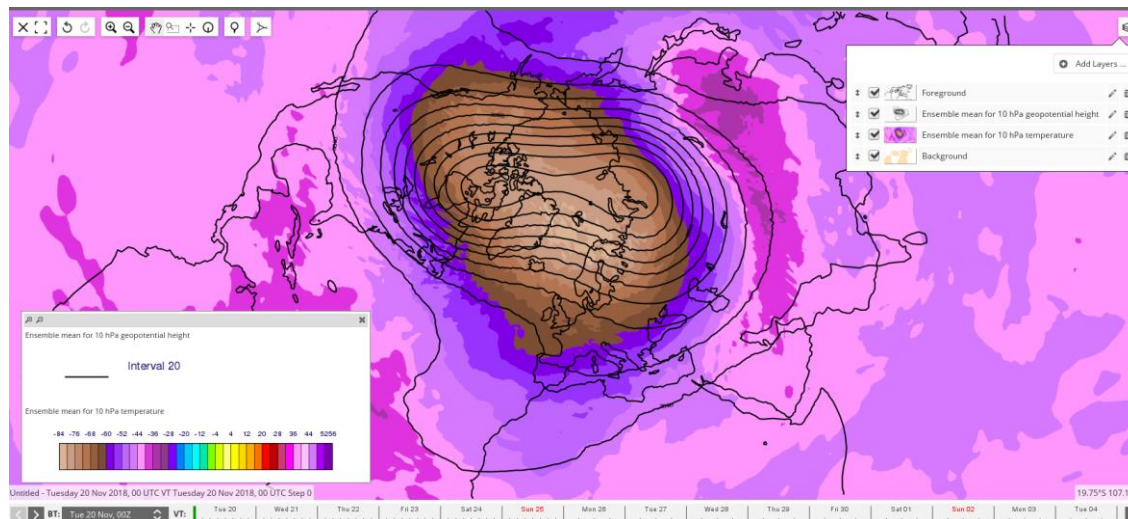 Add Layers ...
Foreground
Ensemble mean for 10 hPa geopotential height
Ensemble mean for 10 hPa temperature
Background
Ensemble mean for 10 hPa geopotential height
Interval 20
Ensemble mean for 10 hPa temperature
-84 -76 -68 -60 -52 -44 -36 -28 -20 -12 -4 4 12 20 28 36 44 5256
Untitled - Tuesday 20 Nov 2018, 00 UTC VT Tuesday 20 Nov 2018, 00 UTC Step 0
19.75°S 107.1
BT: Tue 20 Nov, 00Z VT: Tue 20 Wed 21 Thu 22 Fri 23 Sat 24 Sun 25 Mon 26 Tue 27 Wed 28 Thu 29 Fri 30 Sat 01 Sun 02 Mon 03 Tue 04